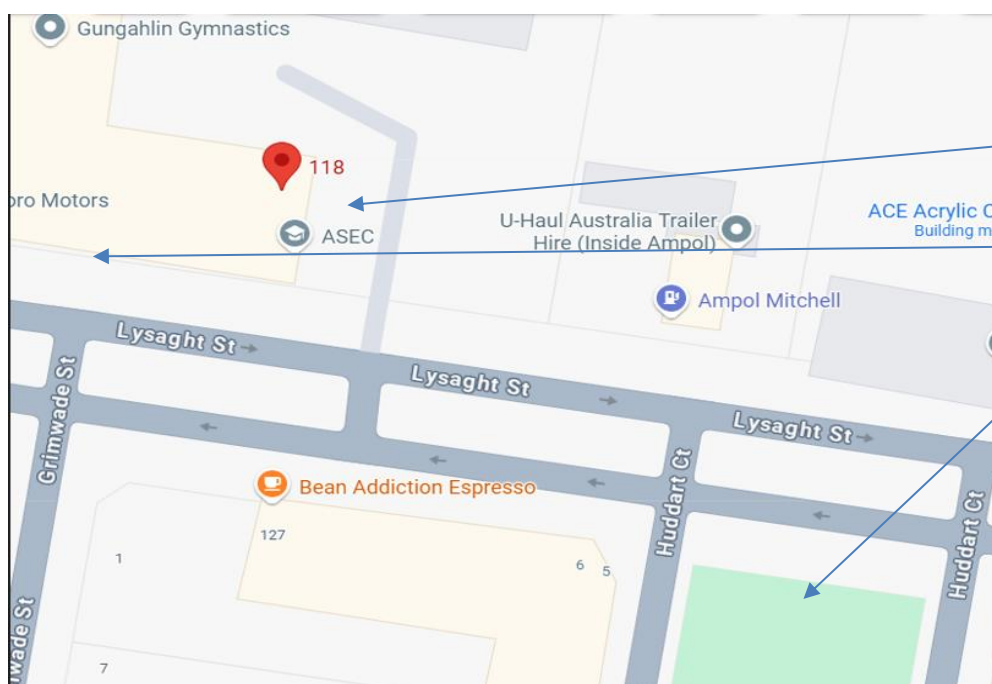 Gungahlin Gymnastics
118
oro Motors
ASEC
U-Haul Australia Trailer
Hire (Inside Ampol)
ACE Acrylic C
Building m
Ampol Mitchell
Lysaght St
Lysaght St
Lysaght St
Grimwade St
Huddart Ct
Huddart Ct
Bean Addiction Espresso
127
1
6
5
wade St
7